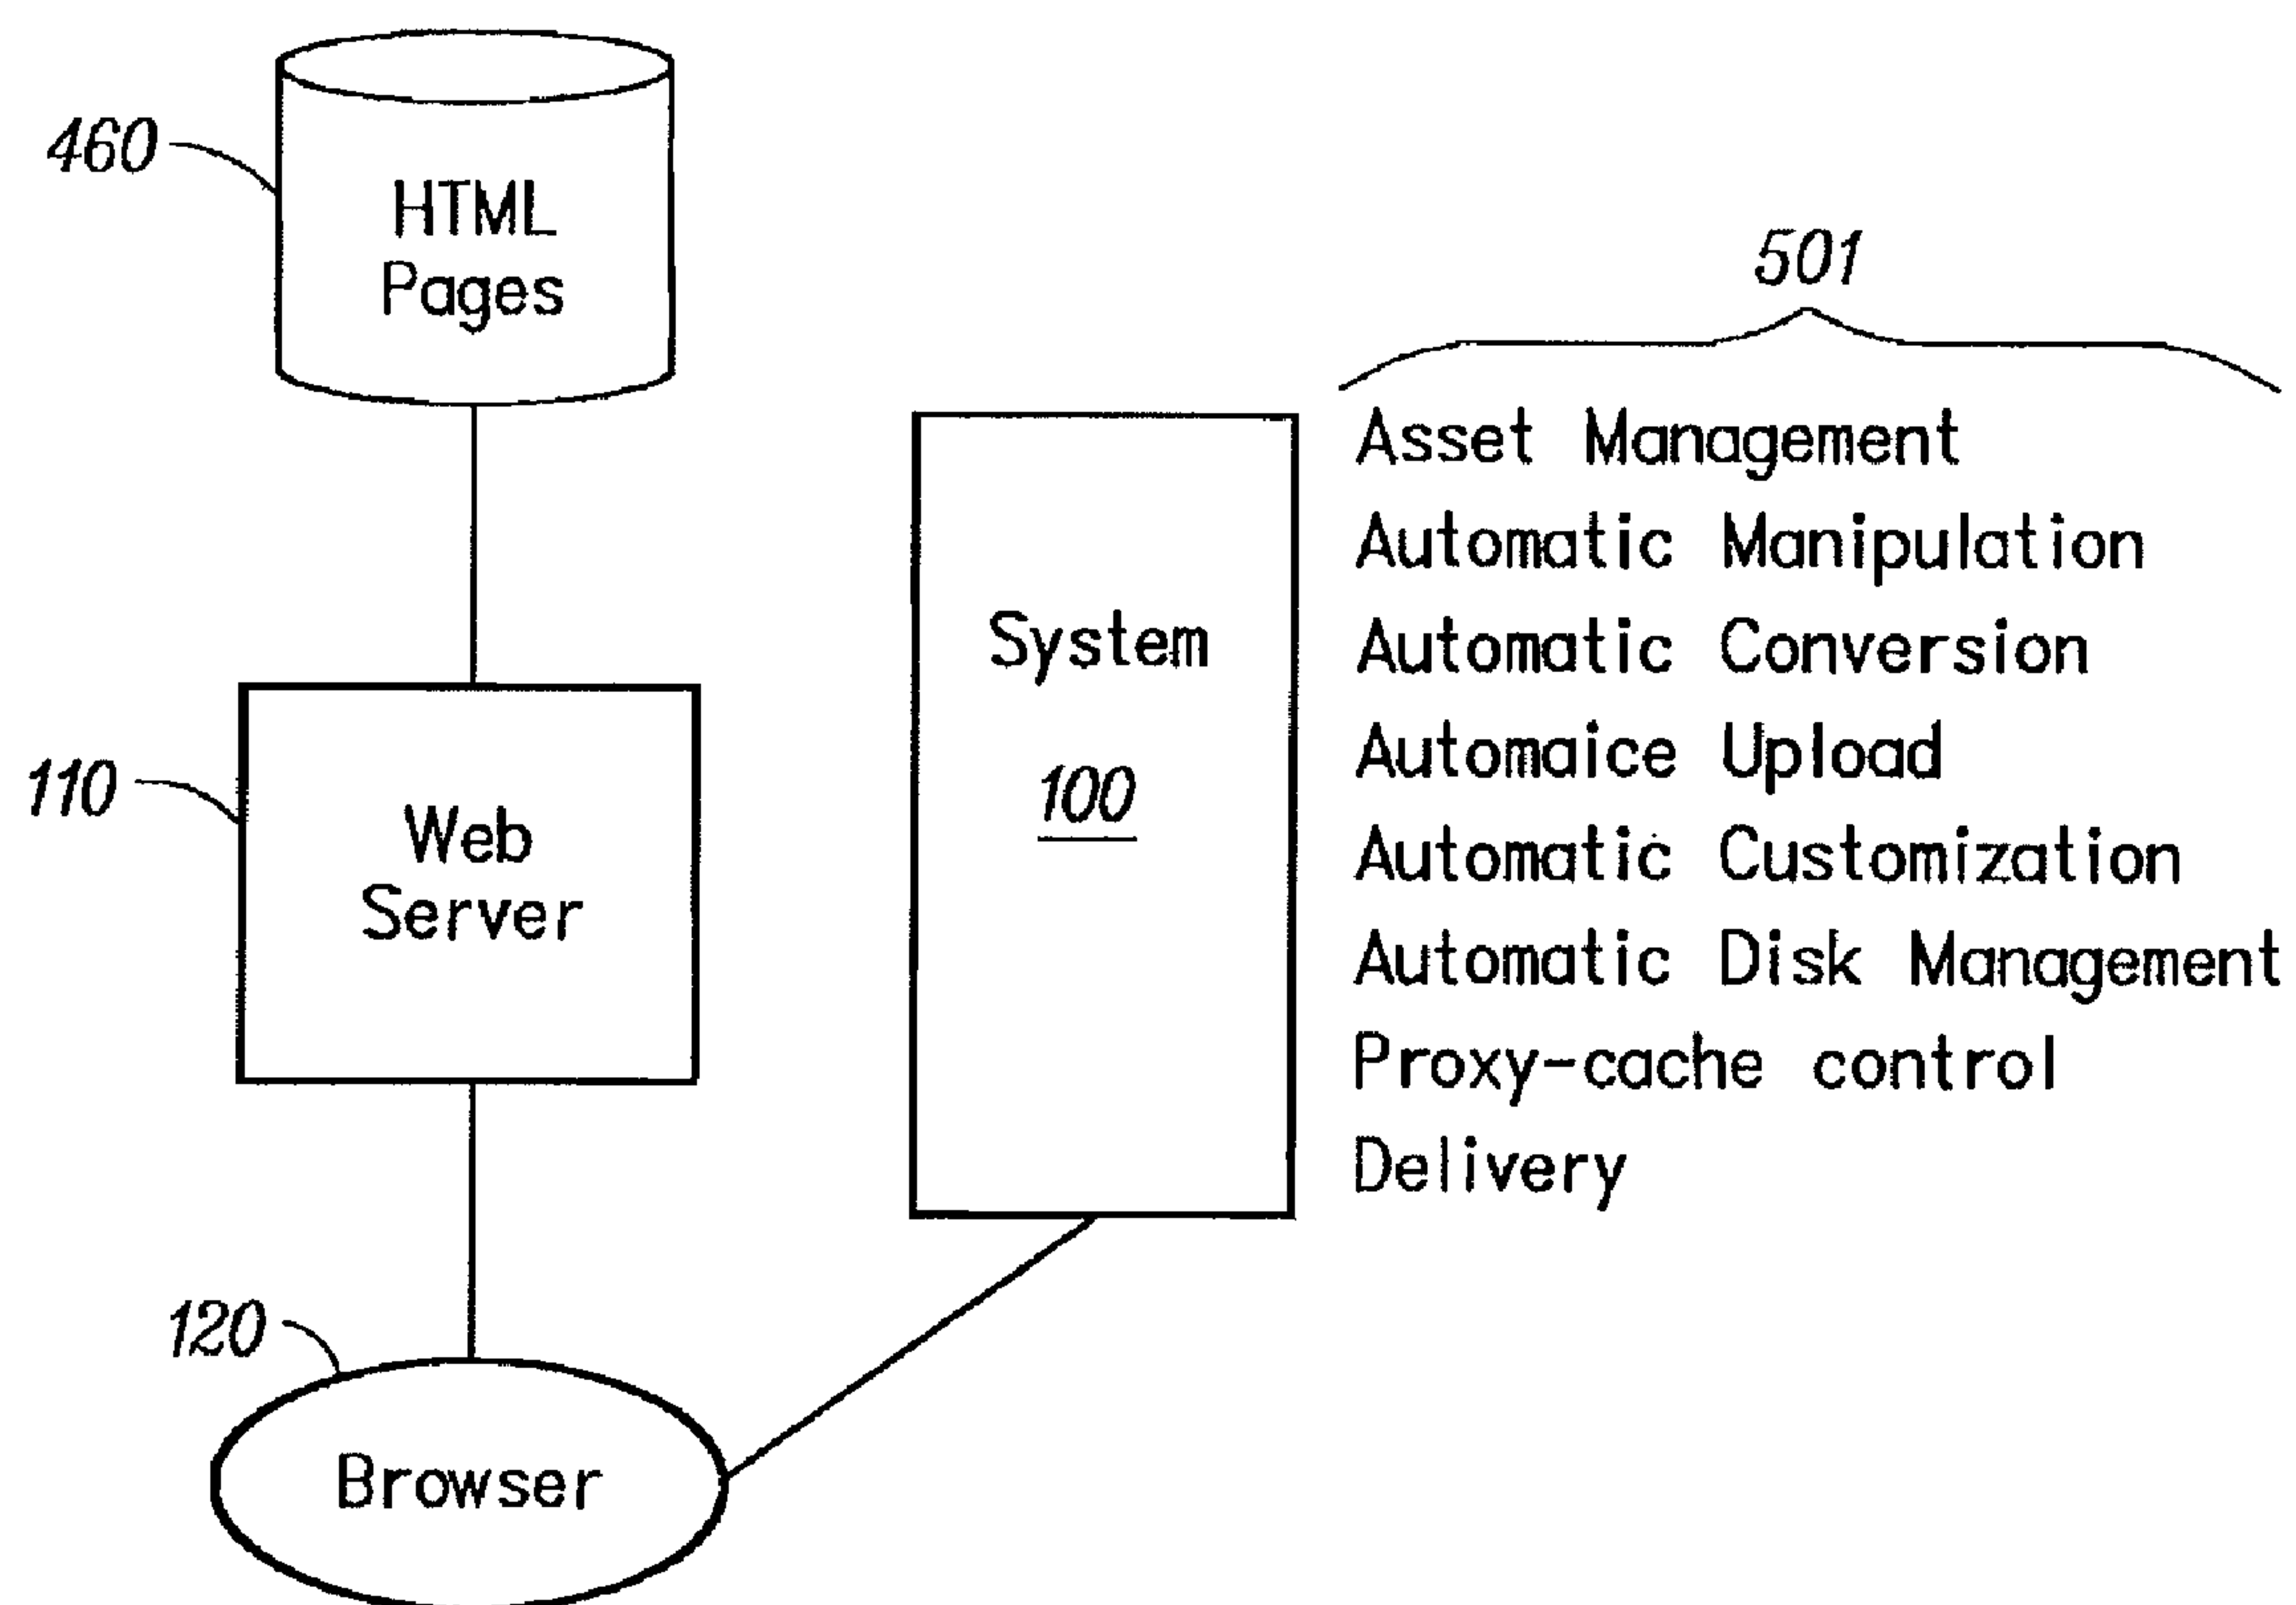 460
HTML
Pages
501
Asset Management
Automatic Manipulation
Automatic Conversion
Automaice Upload
Automatic Customization
Automatic Disk Management
Proxy-cache control
Delivery
System
100
110
Web
Server
120
Browser